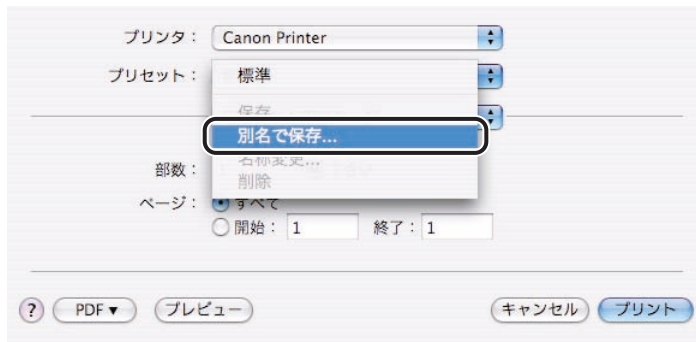 プリンタ： Canon Printer
プリセット： 標準
保存
別名で保存...
名称変更...
部数：
削除
ページ： すべて
開始： 1 終了： 1
? PDF▼ プレビュー キャンセル プリント